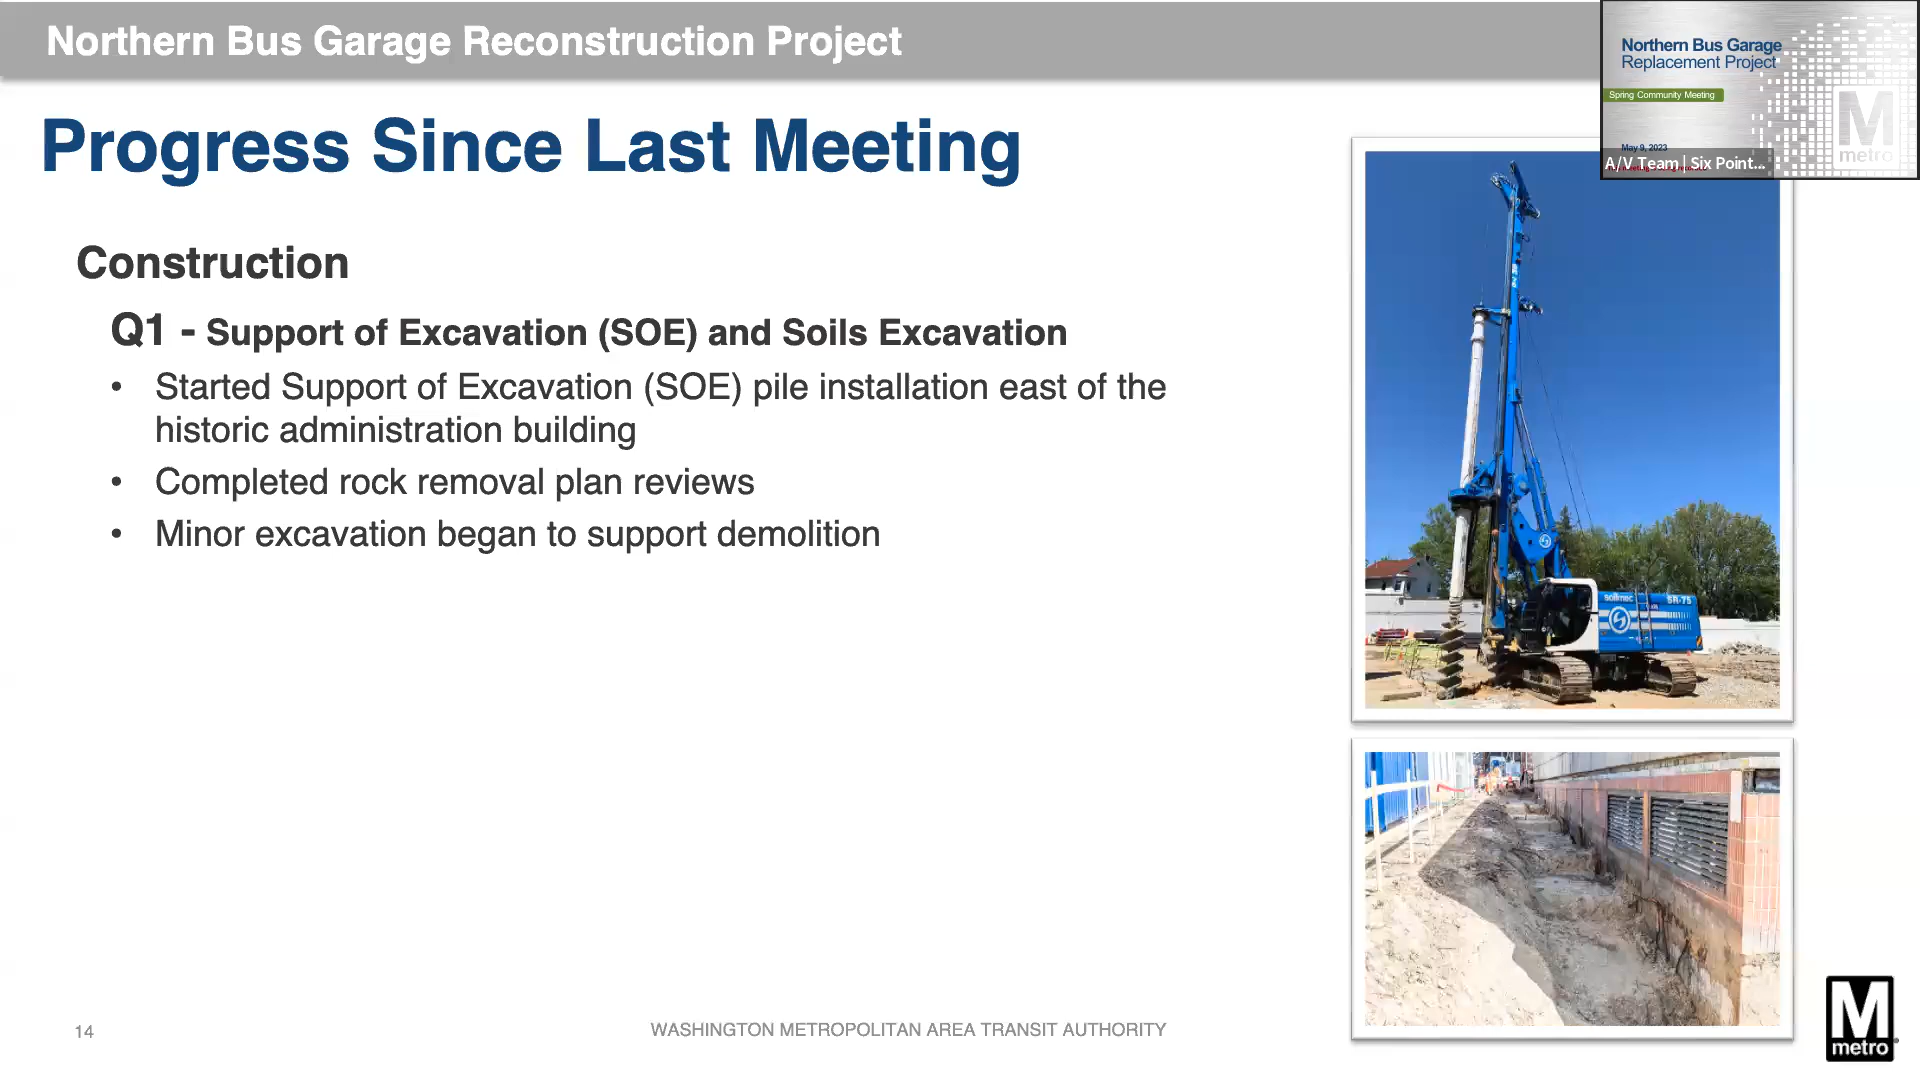 Northern Bus Garage Reconstruction Project
Northern Bus Garage
Replacement Project
Spring Community Meeting
May 9, 2023
A/V Team | Six Point...
M
metro
Progress Since Last Meeting
Construction
Q1 - Support of Excavation (SOE) and Soils Excavation
• Started Support of Excavation (SOE) pile installation east of the
historic administration building
• Completed rock removal plan reviews
• Minor excavation began to support demolition
soilmec SR-75
14
WASHINGTON METROPOLITAN AREA TRANSIT AUTHORITY
M
metro